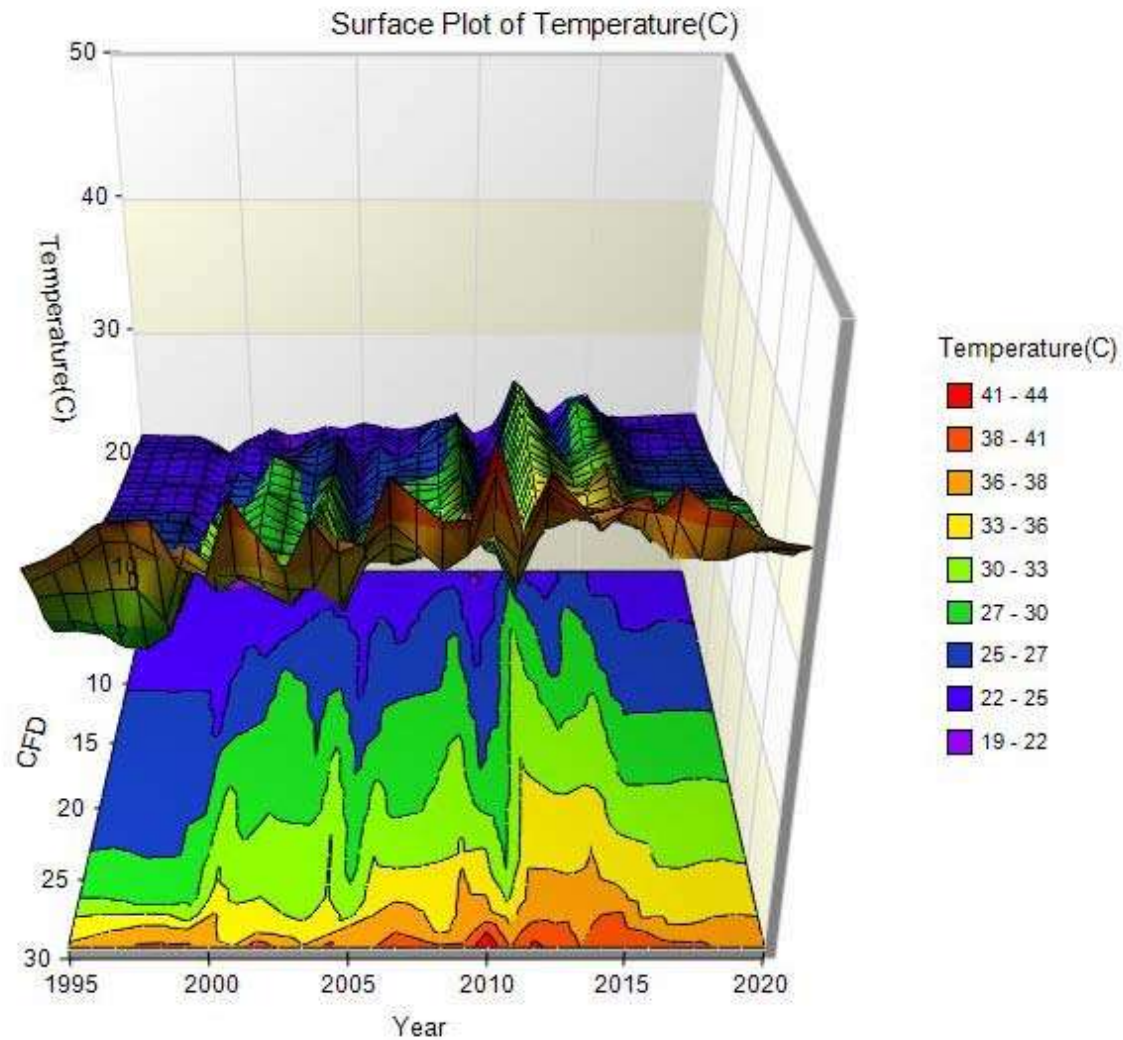 Surface Plot of Temperature(C)
50
40
30
20
10
Temperature(C)
10
15
20
25
30
CFD
1995 2000 2005 2010 2015 2020
Year
Temperature(C)
41 - 44
38 - 41
36 - 38
33 - 36
30 - 33
27 - 30
25 - 27
22 - 25
19 - 22